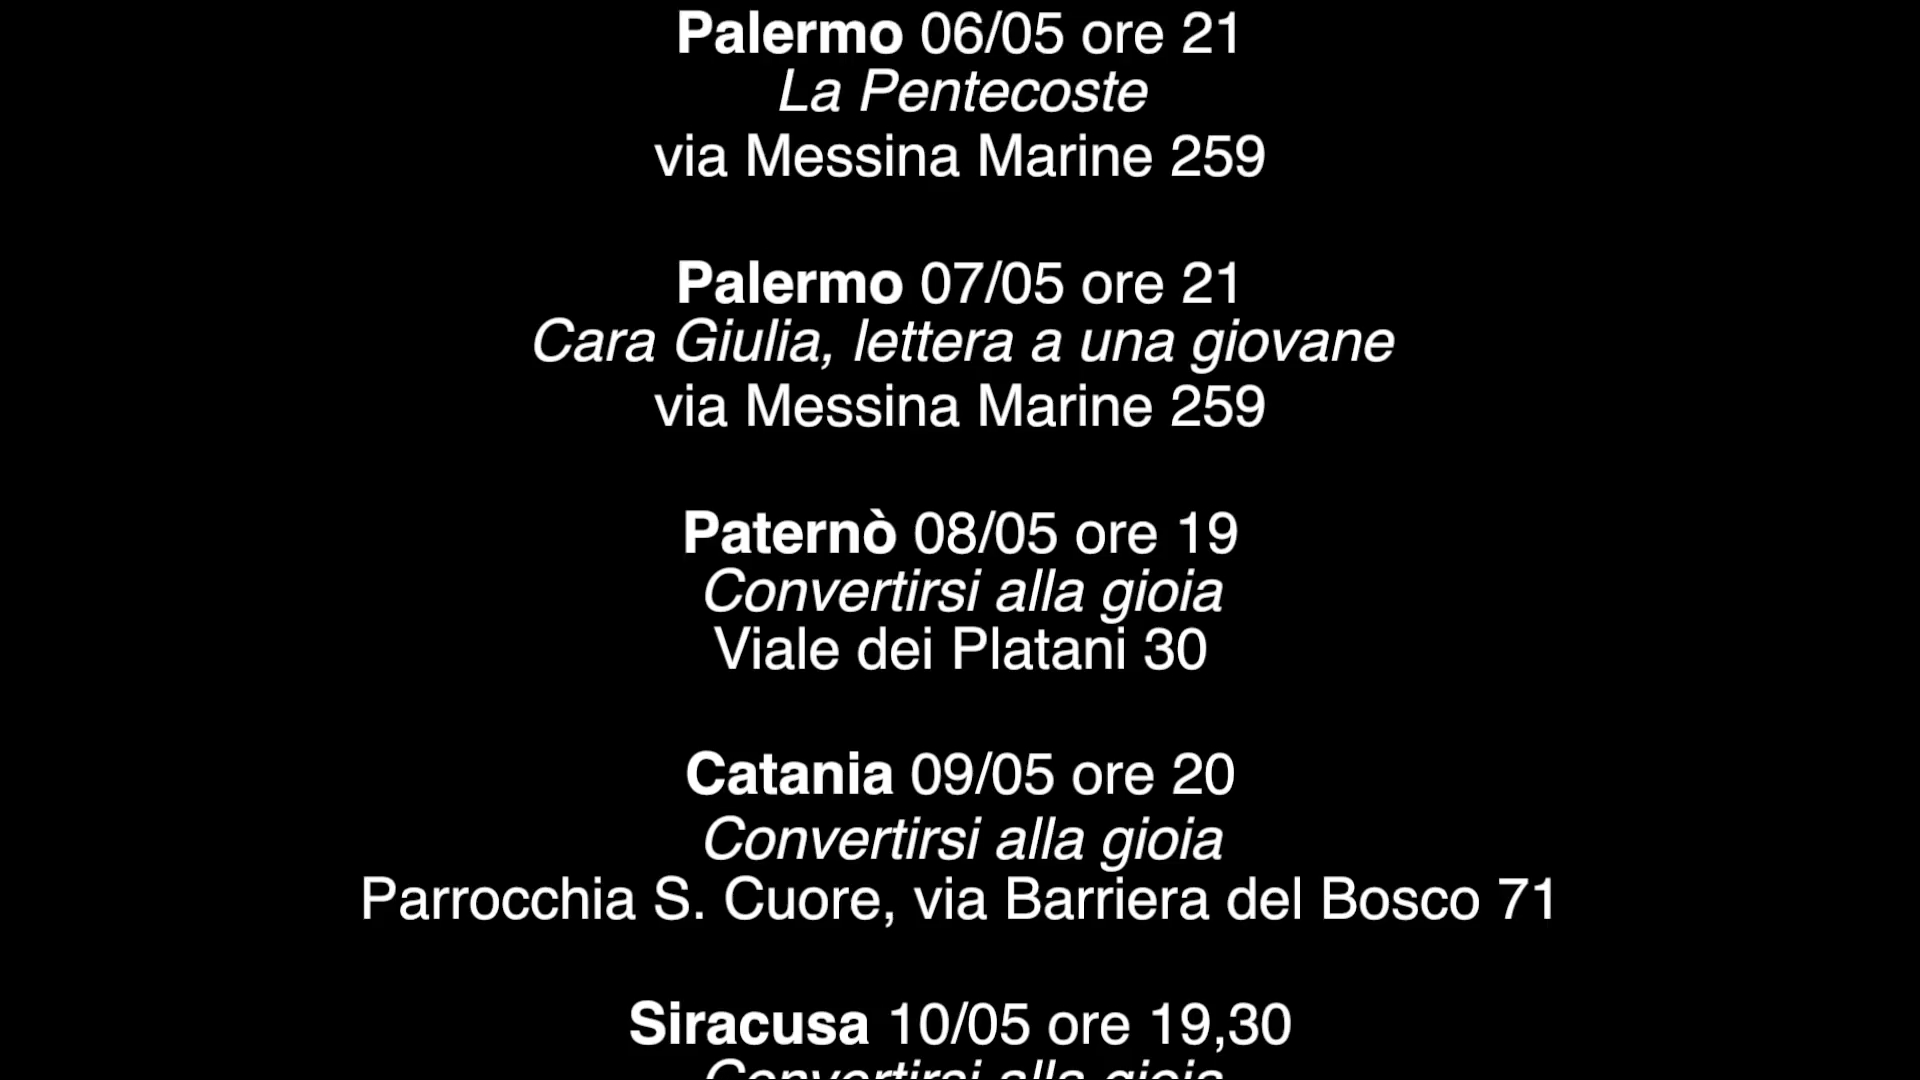 Palermo 06/05 ore 21
La Pentecoste
via Messina Marine 259
Palermo 07/05 ore 21
Cara Giulia, lettera a una giovane
via Messina Marine 259
Paternò 08/05 ore 19
Convertirsi alla gioia
Viale dei Platani 30
Catania 09/05 ore 20
Convertirsi alla gioia
Parrocchia S. Cuore, via Barriera del Bosco 71
Siracusa 10/05 ore 19,30
Convertirsi alla gioia